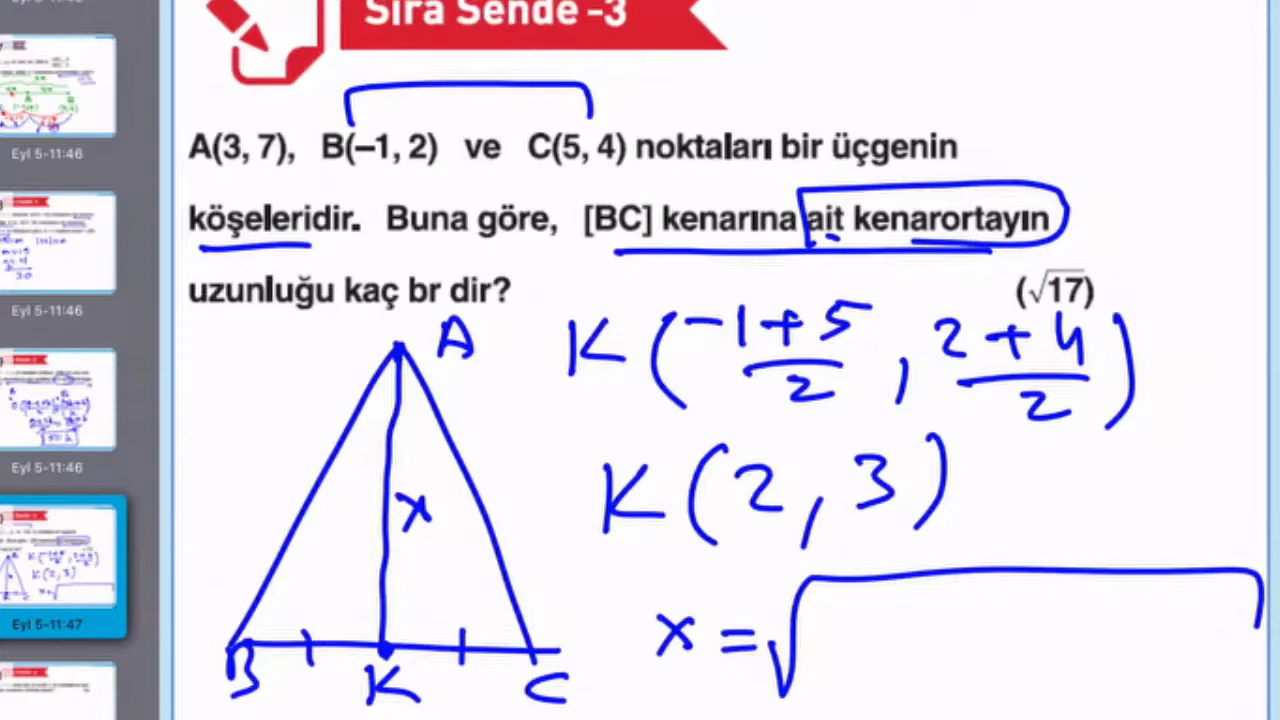 Eyl 5-11:46
Eyl 5-11:46
Eyl 5-11:46
Eyl 5-11:47
Sıra Sende -3
A(3, 7), B(–1, 2) ve C(5, 4) noktaları bir üçgenin
köşeleridir. Buna göre, [BC] kenarına ait kenarortayın
uzunluğu kaç br dir? (√17)
A
K(-1+5/2, 2+4/2)
K(2, 3)
x
x = √
B K C